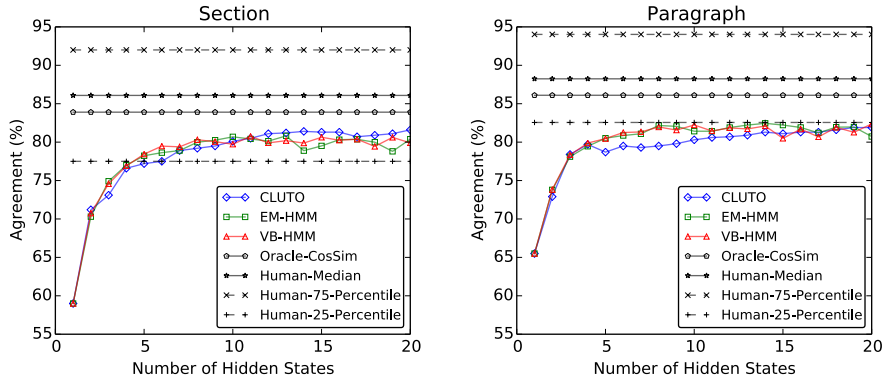 Section
95
90
85
80
75
70
65
60
55
Agreement (%)
CLUTO
EM-HMM
VB-HMM
Oracle-CosSim
Human-Median
Human-75-Percentile
Human-25-Percentile
0 5 10 15 20
Number of Hidden States
Paragraph
95
90
85
80
75
70
65
60
55
Agreement (%)
CLUTO
EM-HMM
VB-HMM
Oracle-CosSim
Human-Median
Human-75-Percentile
Human-25-Percentile
0 5 10 15 20
Number of Hidden States